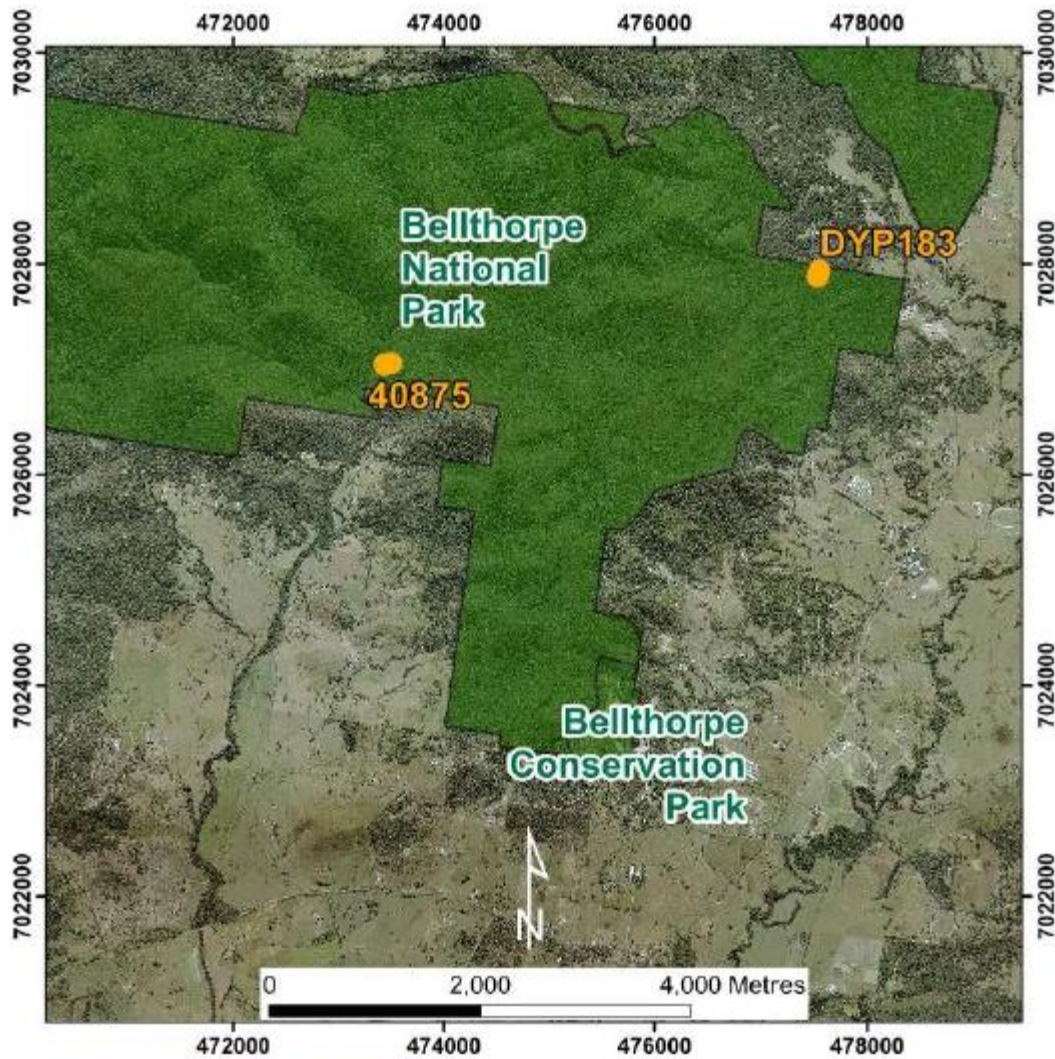 472000 474000 476000 478000
7030000 7030000
Bellthorpe
National
Park
DYP183
7028000 7028000
40875
7026000 7026000
7024000 7024000
Bellthorpe
Conservation
Park
7022000 7022000
N
0 2,000 4,000 Metres
472000 474000 476000 478000